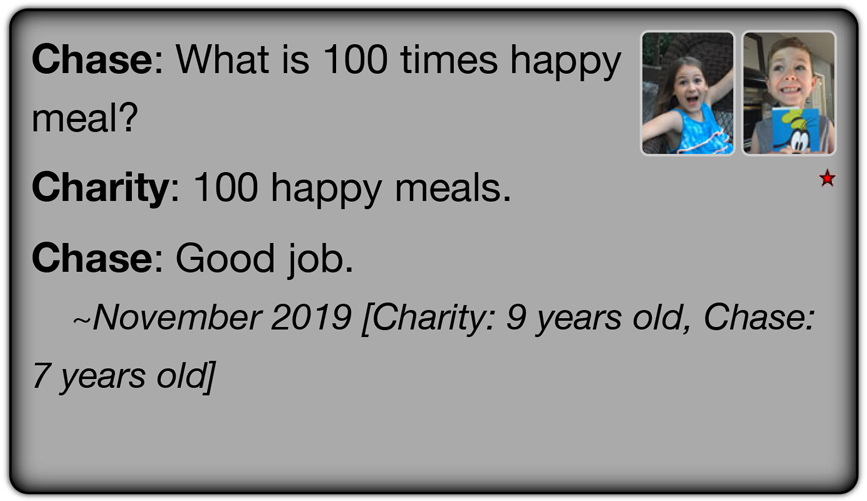 Chase: What is 100 times happy
meal?
Charity: 100 happy meals.
Chase: Good job.
~November 2019 [Charity: 9 years old, Chase:
7 years old]